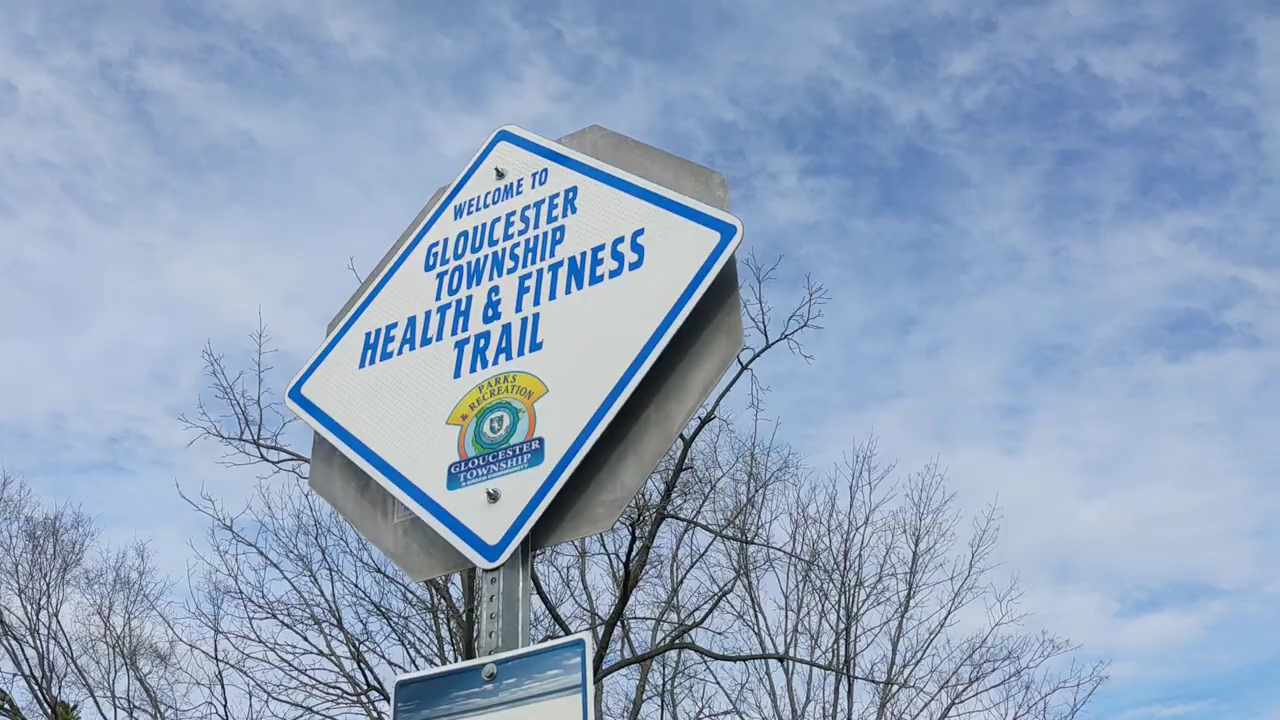 WELCOME TO
GLOUCESTER
TOWNSHIP
HEALTH & FITNESS
TRAIL
PARKS
& RECREATION
GLOUCESTER
TOWNSHIP